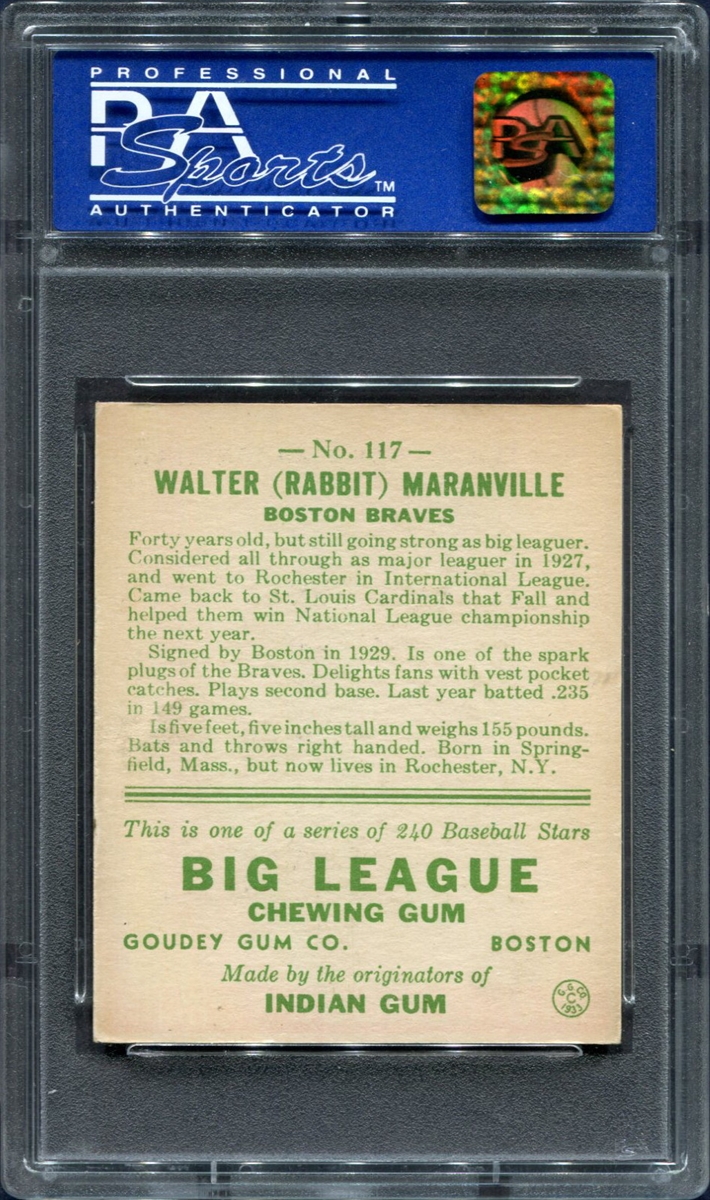 PROFESSIONAL
PSA
Sports™
AUTHENTICATOR
PSA
— No. 117 —
WALTER (RABBIT) MARANVILLE
BOSTON BRAVES
Forty years old, but still going strong as big leaguer.
Considered all through as major leaguer in 1927,
and went to Rochester in International League.
Came back to St. Louis Cardinals that Fall and
helped them win National League championship
the next year.
Signed by Boston in 1929. Is one of the spark
plugs of the Braves. Delights fans with vest pocket
catches. Plays second base. Last year batted .235
in 149 games.
Is five feet, five inches tall and weighs 155 pounds.
Bats and throws right handed. Born in Spring-
field, Mass., but now lives in Rochester, N.Y.
This is one of a series of 240 Baseball Stars
BIG LEAGUE
CHEWING GUM
GOUDEY GUM CO. BOSTON
Made by the originators of
INDIAN GUM
G. G. CO.
C
1933